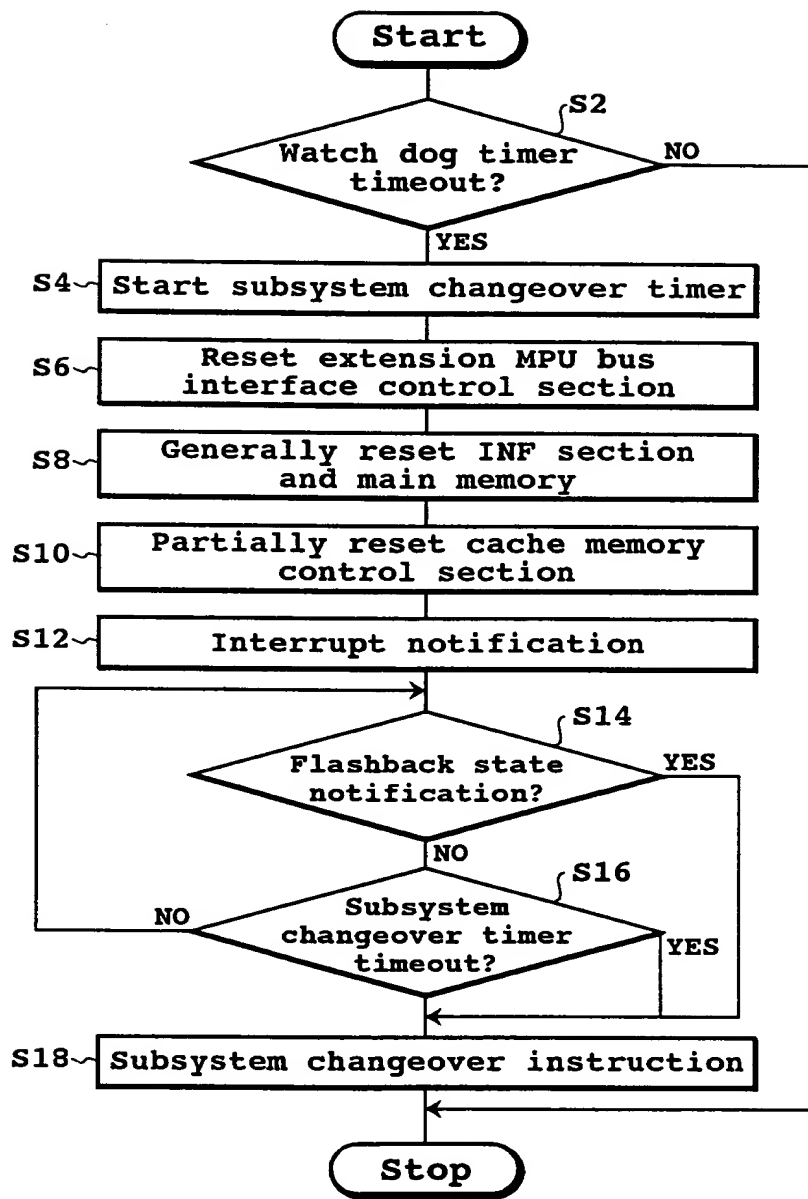 Start
S2
Watch dog timer
timeout?
NO
YES
S4
Start subsystem changeover timer
S6
Reset extension MPU bus
interface control section
S8
Generally reset INF section
and main memory
S10
Partially reset cache memory
control section
S12
Interrupt notification
S14
Flashback state
notification?
YES
NO
S16
Subsystem
changeover timer
timeout?
NO
YES
S18
Subsystem changeover instruction
Stop